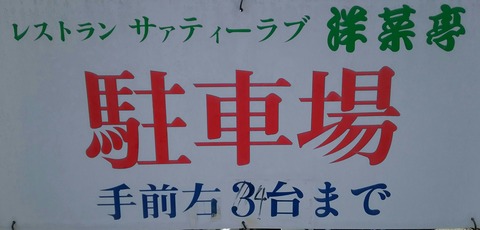 レストラン サァティーラブ 洋菜亭
駐車場
手前右34台まで